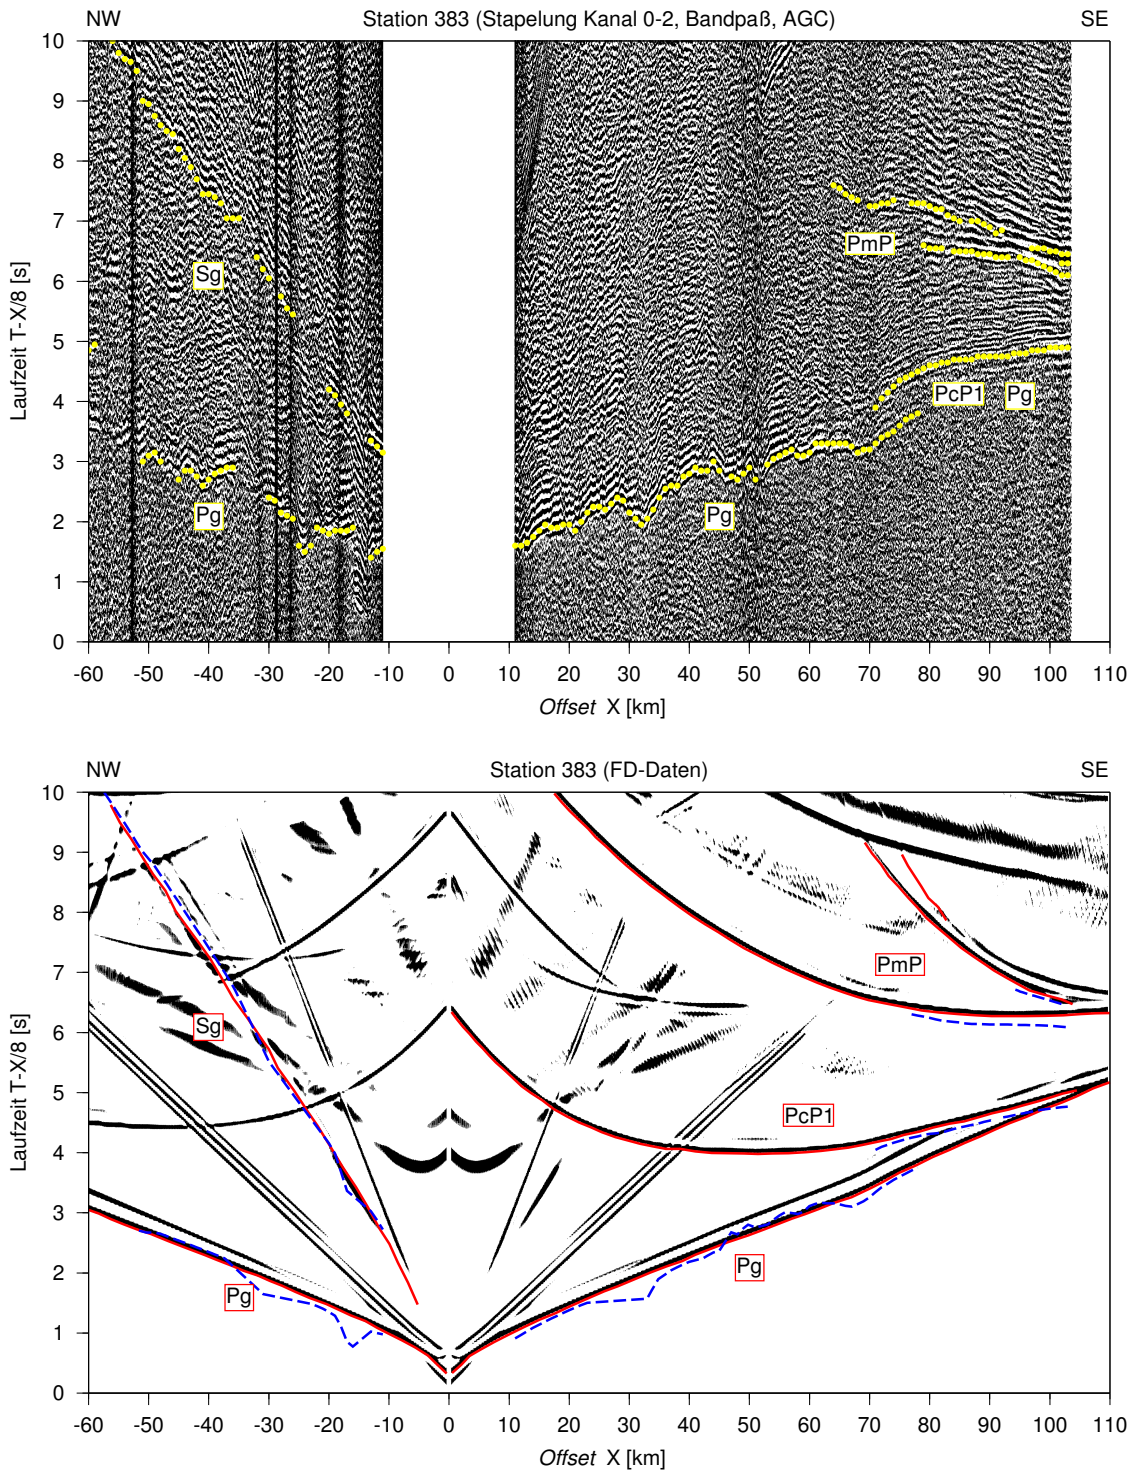 NW Station 383 (Stapelung Kanal 0-2, Bandpaß, AGC) SE
10
9
8
7
PmP
Sg
6
5
4
PcP1 Pg
3
Pg Pg
2
1
0
Laufzeit T-X/8 [s]
-60 -50 -40 -30 -20 -10 0 10 20 30 40 50 60 70 80 90 100 110
Offset X [km]
NW Station 383 (FD-Daten) SE
10
9
8
7
PmP
Sg
6
5
PcP1
4
3
2
Pg
Pg
1
0
Laufzeit T-X/8 [s]
-60 -50 -40 -30 -20 -10 0 10 20 30 40 50 60 70 80 90 100 110
Offset X [km]